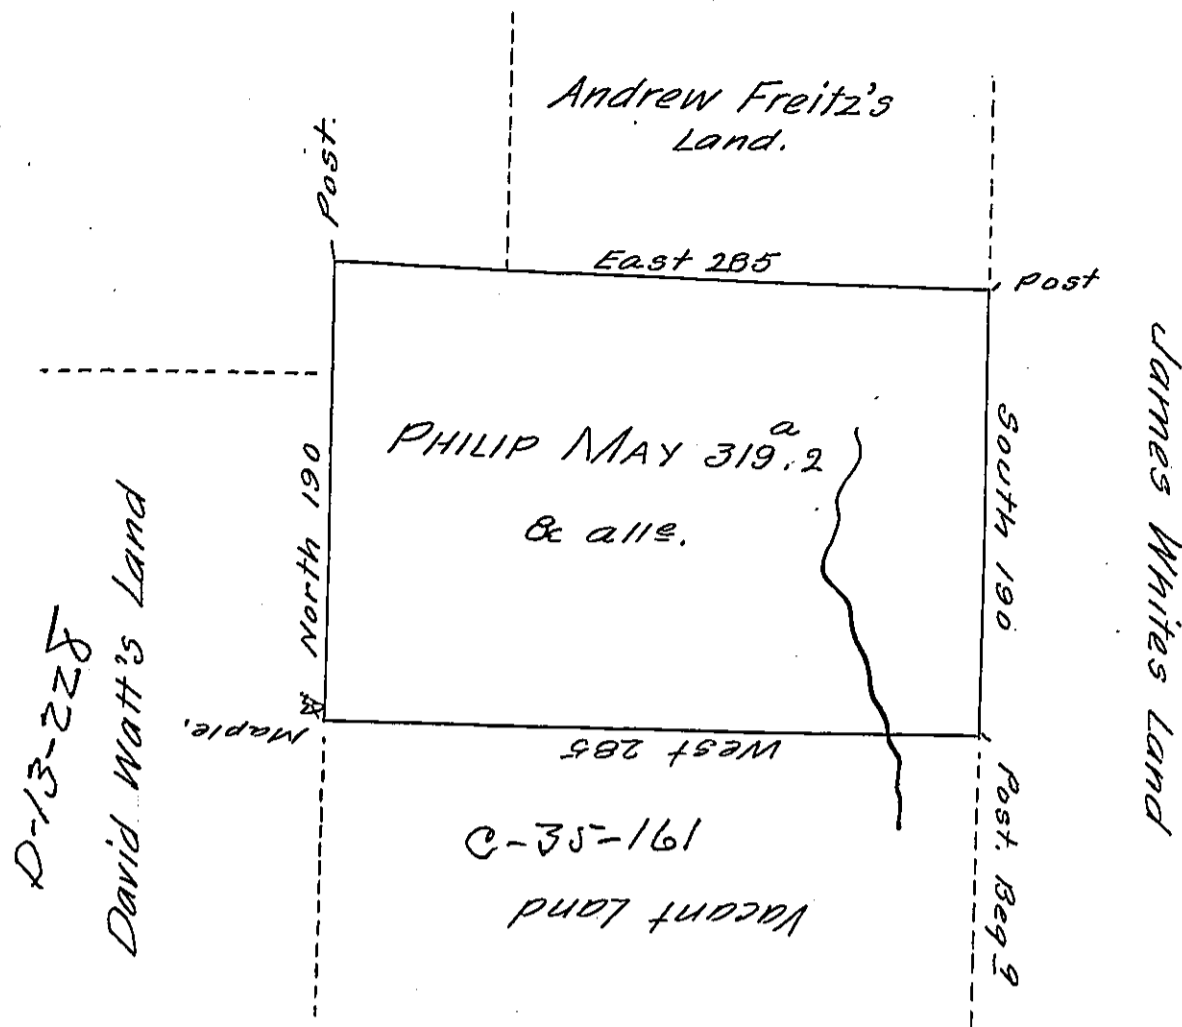 Andrew Freitz's
Land.
Post.
East 285
Post
James Whites Land
South 190
PHILIP MAY 319.ª2
& allͤ.
North 190
David Watt's Land
D-13-228
Maple.
West 285
C-35-161
Vacant Land
Post. Beg g